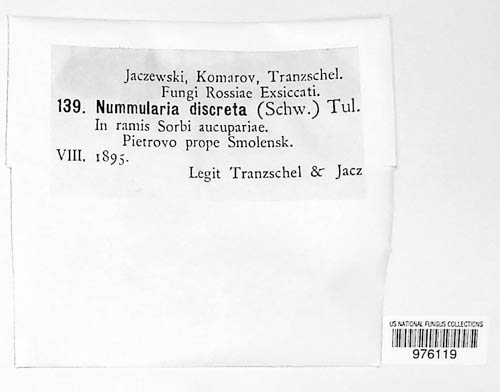 Jaczewski, Komarov, Tranzschel.
Fungi Rossiae Exsiccati.
139. Nummularia discreta (Schw.) Tul.
In ramis Sorbi aucupariae.
Pietrovo prope Smolensk.
VIII. 1895.
Legit Tranzschel & Jacz
US NATIONAL FUNGUS COLLECTIONS
976119